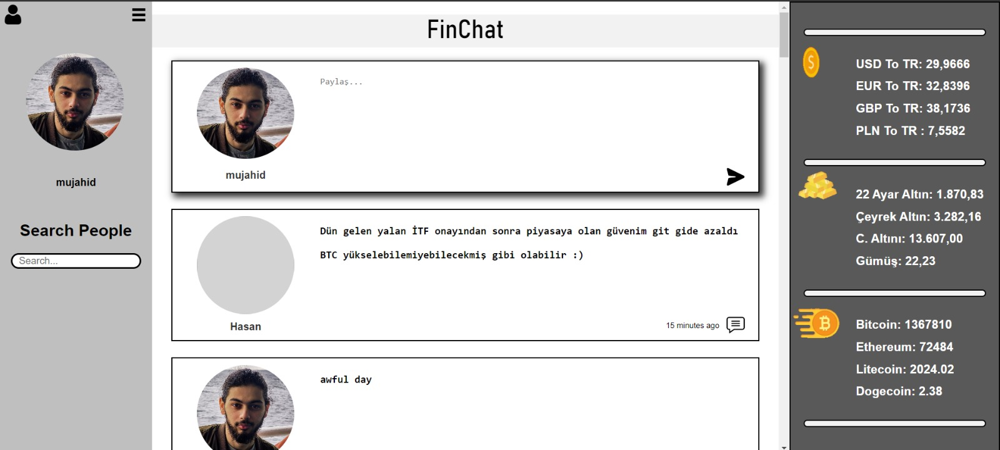 mujahid
Search People
Search...
FinChat
Paylaş...
mujahid
Dün gelen yalan İTF onayından sonra piyasaya olan güvenim git gide azaldı
BTC yükselebilemiyebilecekmiş gibi olabilir :)
Hasan
15 minutes ago
awful day
USD To TR: 29,9666
EUR To TR: 32,8396
GBP To TR: 38,1736
PLN To TR : 7,5582
22 Ayar Altın: 1.870,83
Çeyrek Altın: 3.282,16
C. Altını: 13.607,00
Gümüş: 22,23
Bitcoin: 1367810
Ethereum: 72484
Litecoin: 2024.02
Dogecoin: 2.38